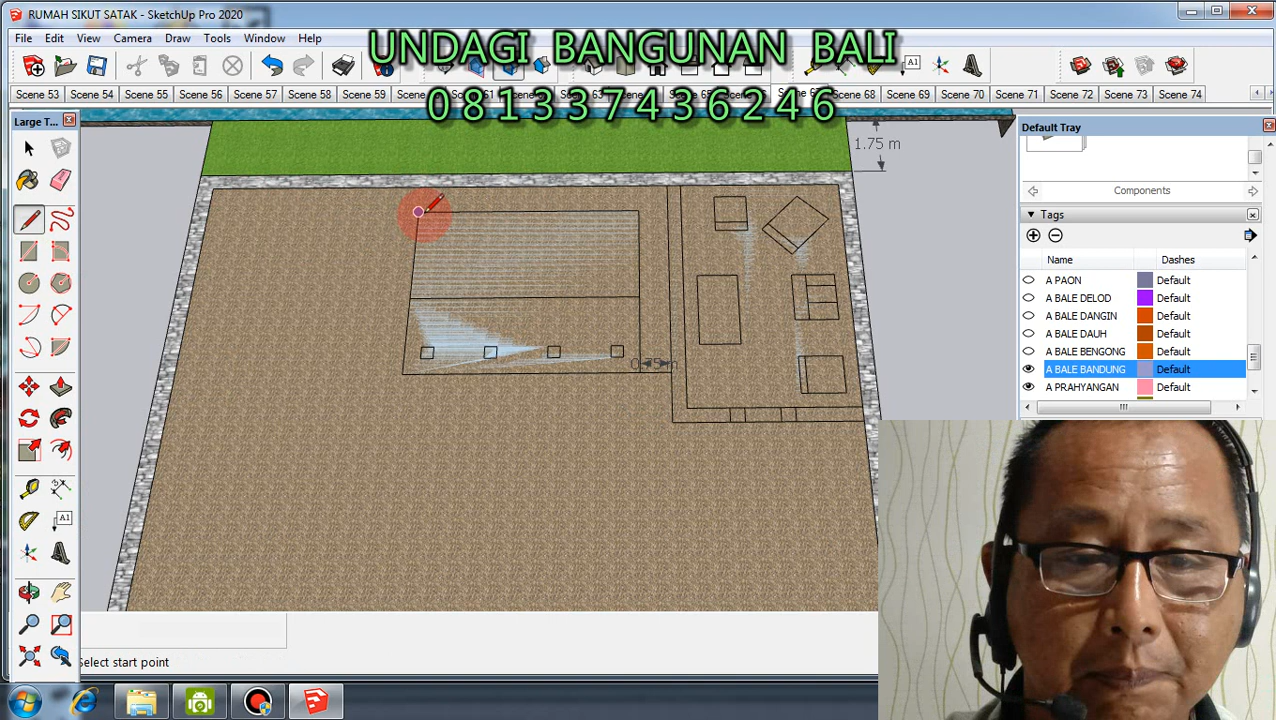 RUMAH SIKUT SATAK - SketchUp Pro 2020
File Edit View Camera Draw Tools Window Help
UNDAGI BANGUNAN BALI
081337436246
Scene 53 Scene 54 Scene 55 Scene 56 Scene 57 Scene 58 Scene 59 Scene 68 Scene 69 Scene 70 Scene 71 Scene 72 Scene 73 Scene 74
Large T...
Default Tray
1.75 m
Components
Tags
Name Dashes
A PAON Default
A BALE DELOD Default
A BALE DANGIN Default
A BALE DAUH Default
A BALE BENGONG Default
A BALE BANDUNG Default
A PRAHYANGAN Default
A1
A1
Select start point